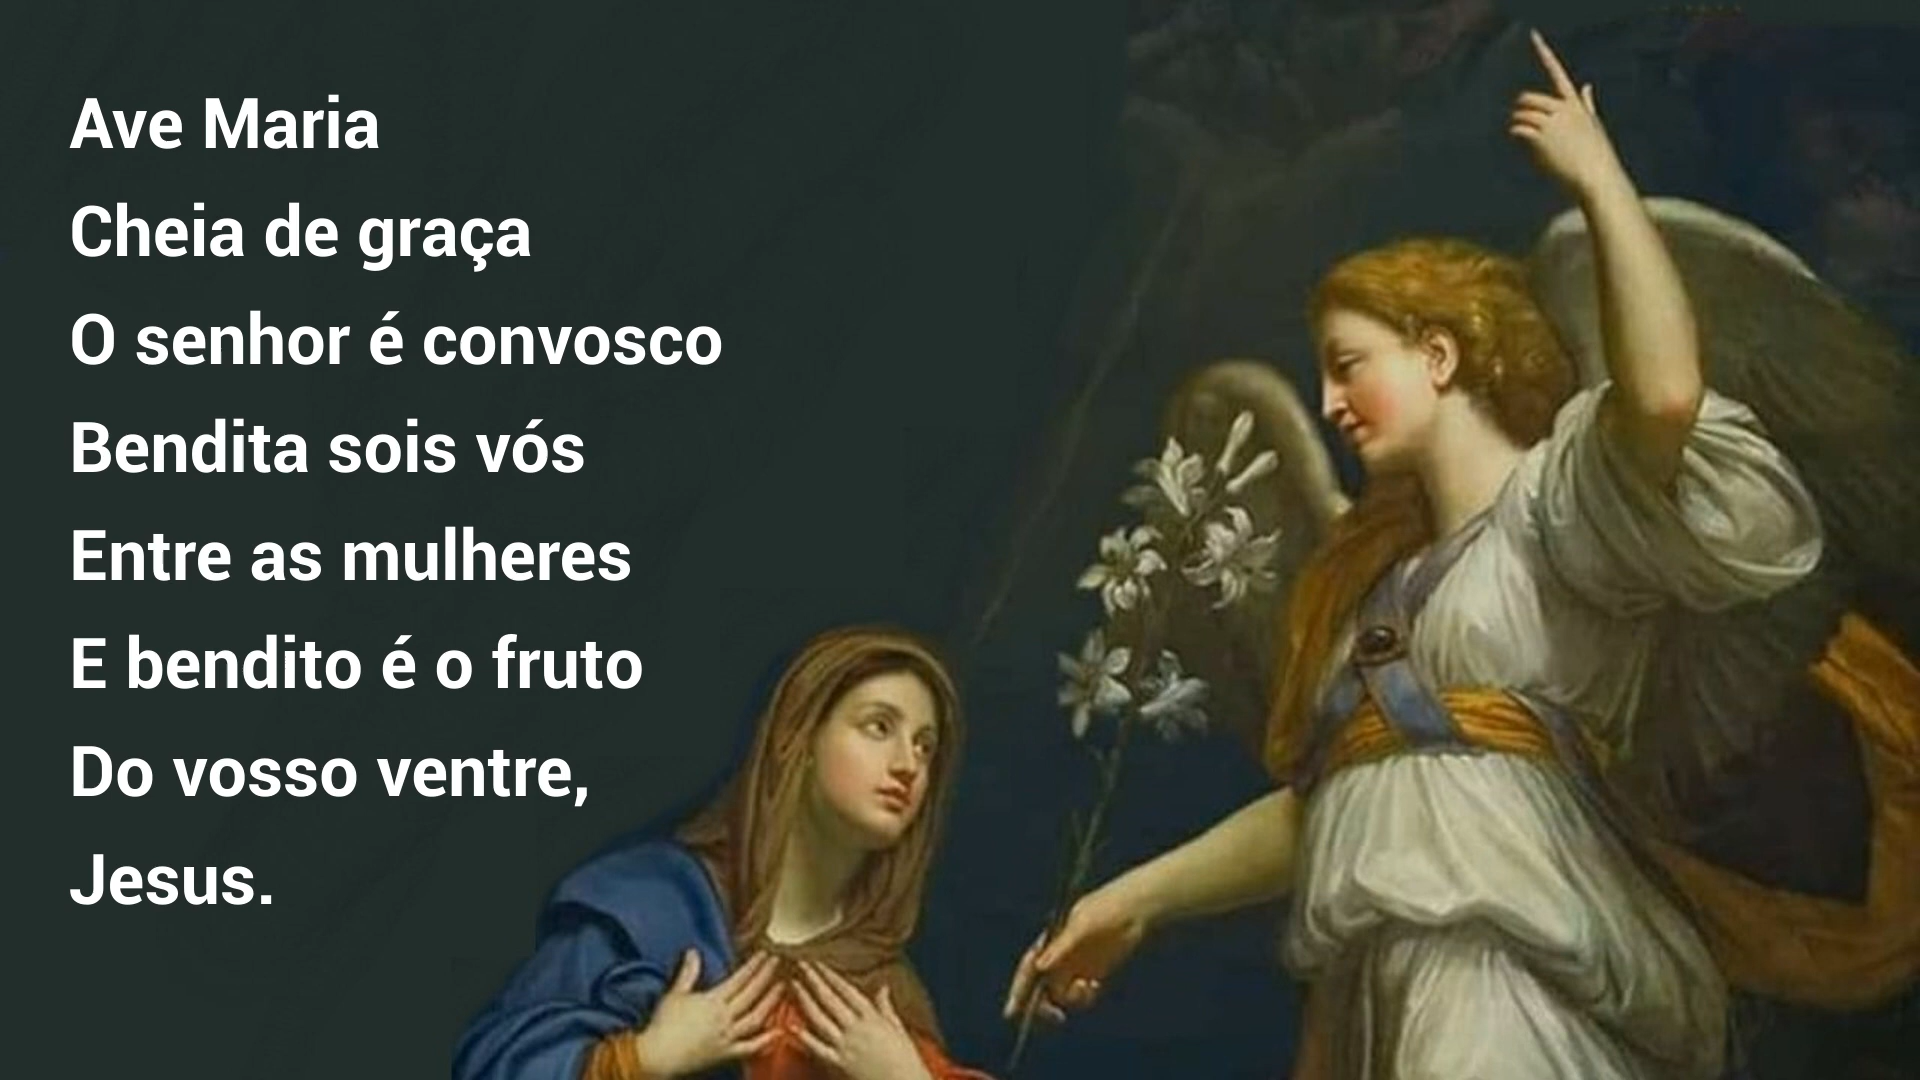 Ave Maria
Cheia de graça
O senhor é convosco
Bendita sois vós
Entre as mulheres
E bendito é o fruto
Do vosso ventre,
Jesus.